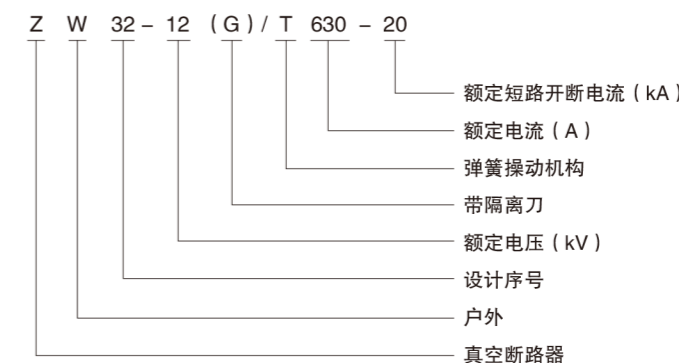 Z W 32 - 12 (G) / T 630 - 20
额定短路开断电流(kA)
额定电流(A)
弹簧操动机构
带隔离刀
额定电压(kV)
设计序号
户外
真空断路器